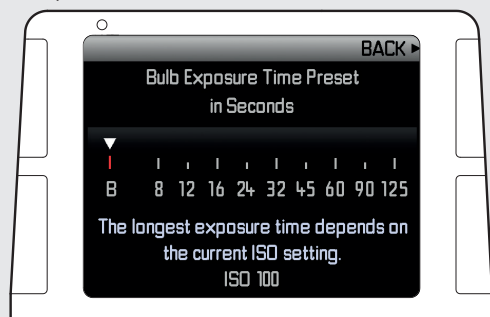 BACK
Bulb Exposure Time Preset
in Seconds
B 8 12 16 24 32 45 60 90 125
The longest exposure time depends on
the current ISO setting.
ISO 100